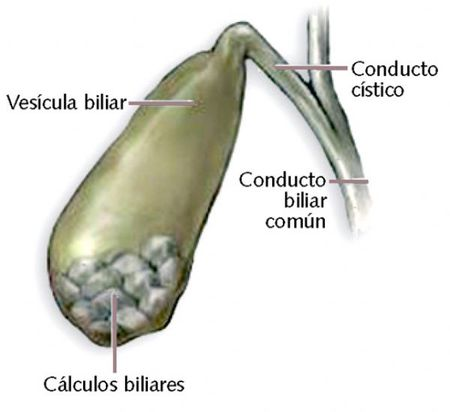 Conducto
cístico
Vesícula biliar
Conducto
biliar
común
Cálculos biliares